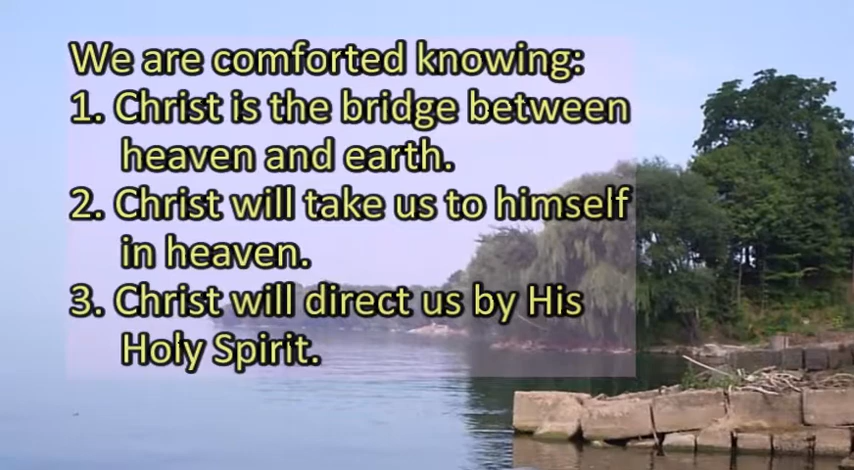 We are comforted knowing:
1. Christ is the bridge between
heaven and earth.
2. Christ will take us to himself
in heaven.
3. Christ will direct us by His
Holy Spirit.